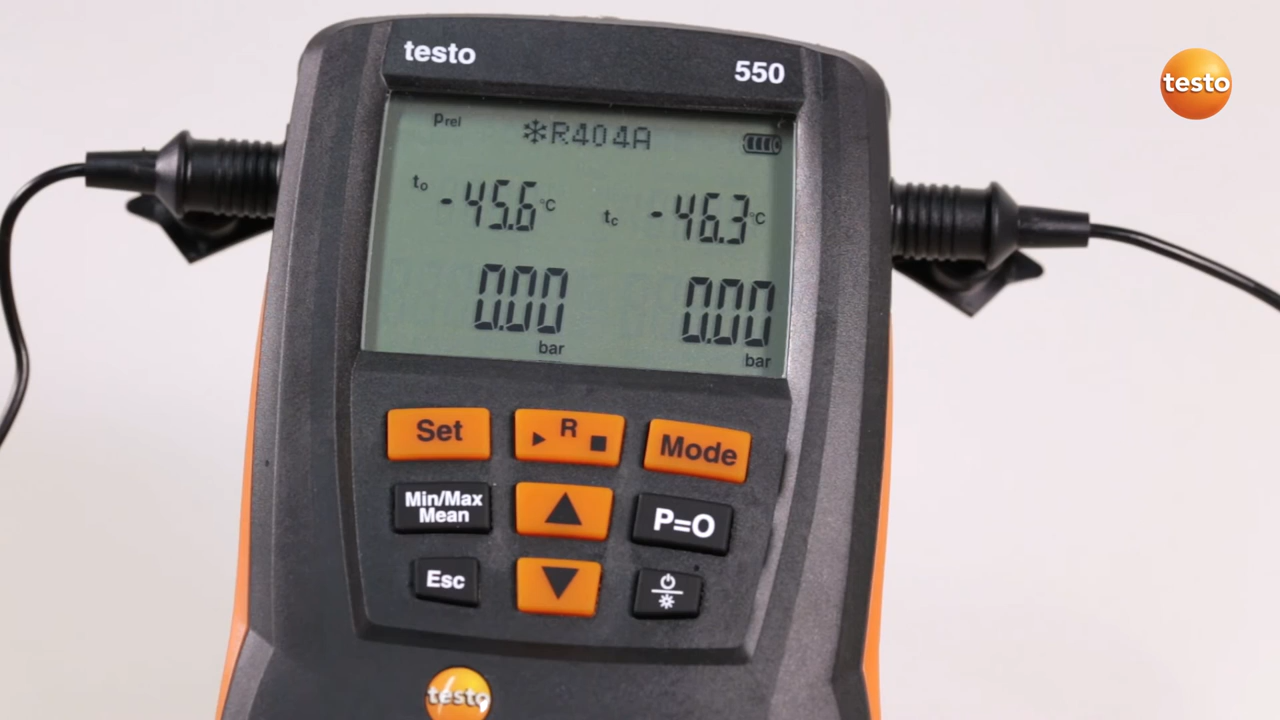 testo
550
testo
Prel
❄R404A
to
-45.6 °C
tc
-46.3 °C
0.00
0.00
bar
bar
Set
R
Mode
Min/Max
Mean
P=O
Esc
testo